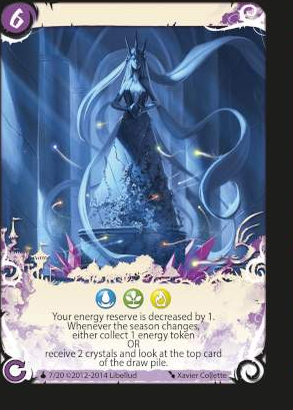 6
Your energy reserve is decreased by 1.
Whenever the season changes,
either collect 1 energy token
OR
receive 2 crystals and look at the top card
of the draw pile.
7/20 ©2012-2014 Libellud
Xavier Collette